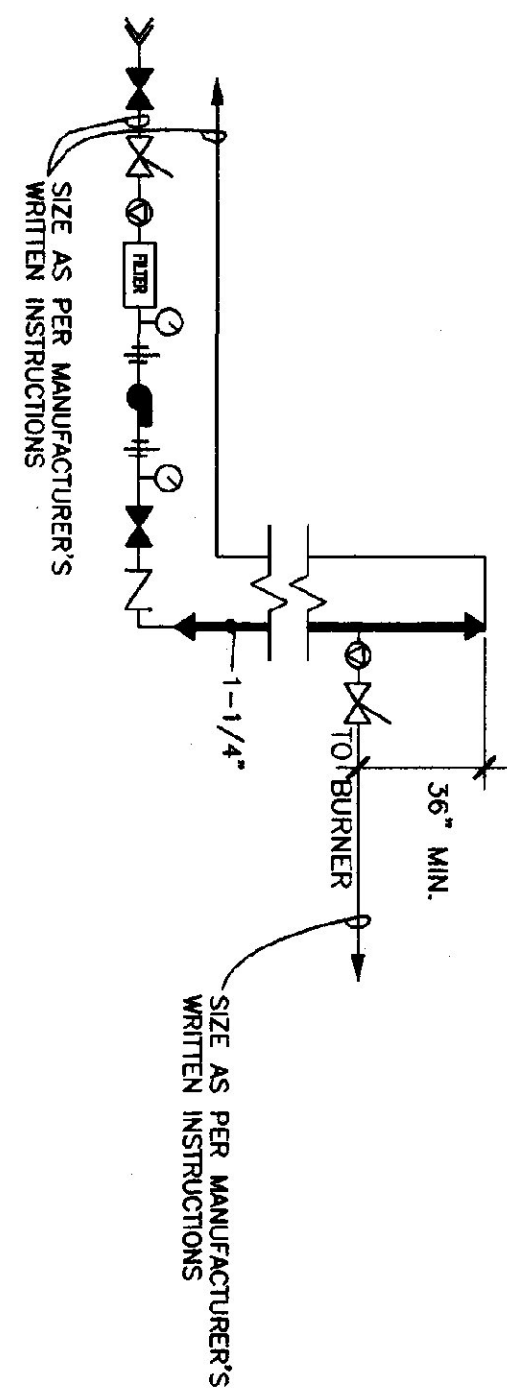 SIZE AS PER MANUFACTURER'S
WRITTEN INSTRUCTIONS
FILTER
1-1/4"
TO BURNER
36" MIN.
SIZE AS PER MANUFACTURER'S
WRITTEN INSTRUCTIONS